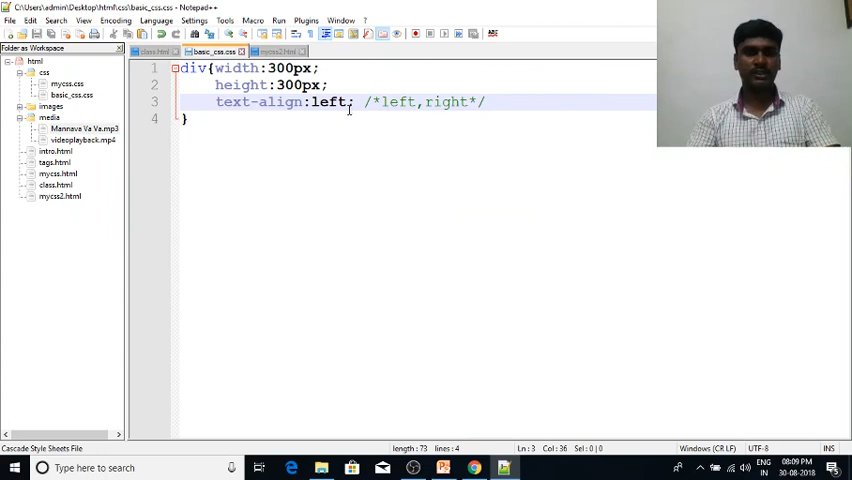 C:\Users\admin\Desktop\html\css\basic_css.css - Notepad++
File Edit Search View Encoding Language Settings Tools Macro Run Plugins Window ?
Folder as Workspace
class.html basic_css.css mycss2.html
html
css
mycss.css
basic_css.css
images
media
Mannava Va Va.mp3
videoplayback.mp4
intro.html
tags.html
mycss.html
class.html
mycss2.html
1 div{width:300px;
2 height:300px;
3 text-align:left; /*left,right*/
4 }
Cascade Style Sheets File length : 73 lines : 4 Ln : 3 Col : 36 Sel : 0 | 0 Windows (CR LF) UTF-8 INS
Type here to search
ENG 08:09 PM
IN 30-08-2018